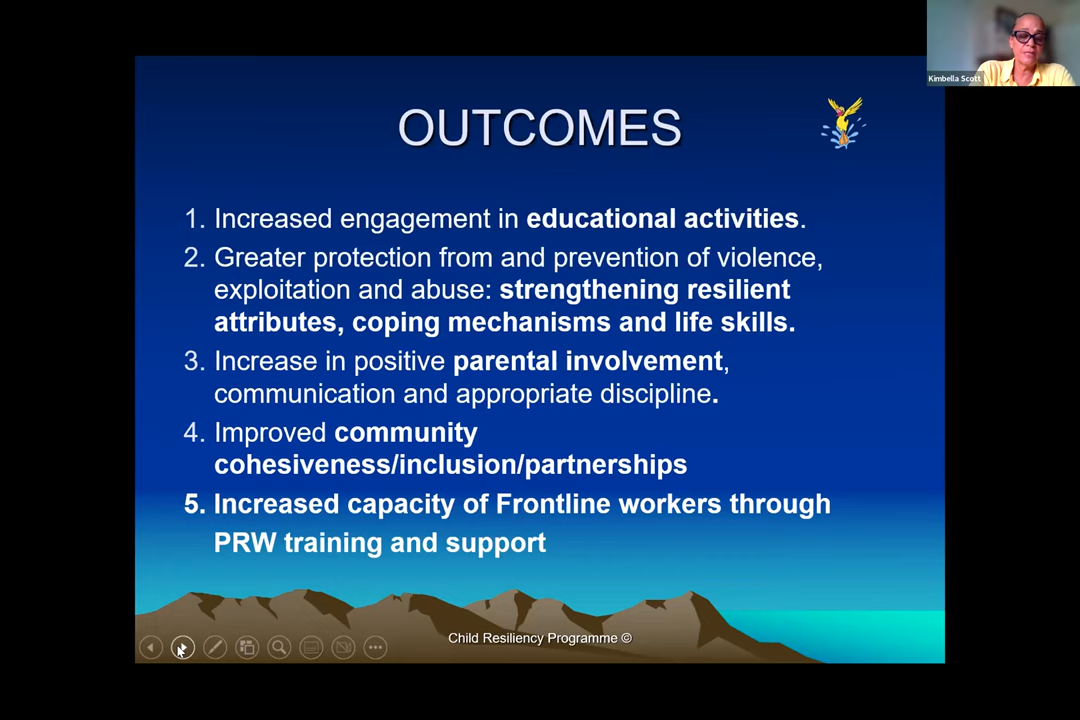 Kimbella Scott
OUTCOMES
1. Increased engagement in educational activities.
2. Greater protection from and prevention of violence,
exploitation and abuse: strengthening resilient
attributes, coping mechanisms and life skills.
3. Increase in positive parental involvement,
communication and appropriate discipline.
4. Improved community
cohesiveness/inclusion/partnerships
5. Increased capacity of Frontline workers through
PRW training and support
Child Resiliency Programme ©